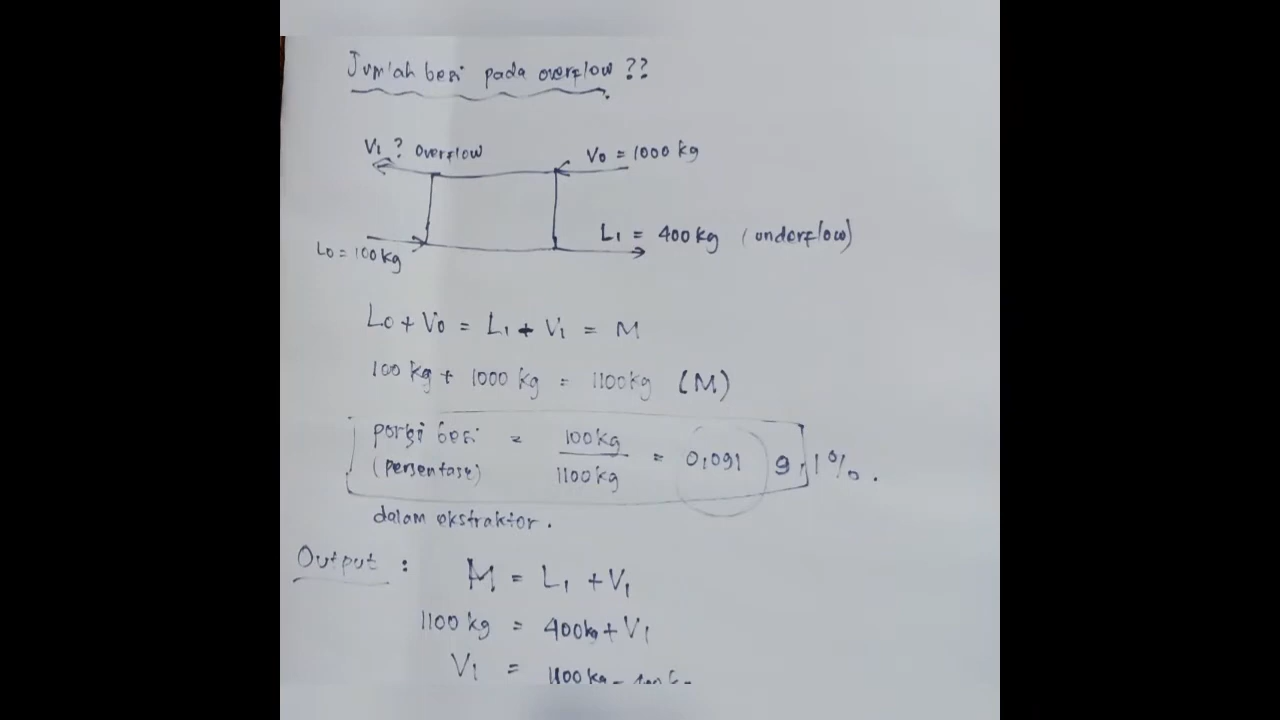 Jumlah besi pada overflow ??
V1 ? overflow
V0 = 1000 kg
L1 = 400 kg (underflow)
L0 = 100 kg
L0 + V0 = L1 + V1 = M
100 kg + 1000 kg = 1100 kg (M)
porsi besi = 100 kg / 1100 kg = 0,091 9,1%.
(persentase)
dalam ekstraktor.
Output :
M = L1 + V1
1100 kg = 400 kg + V1
V1 = 1100 kg -